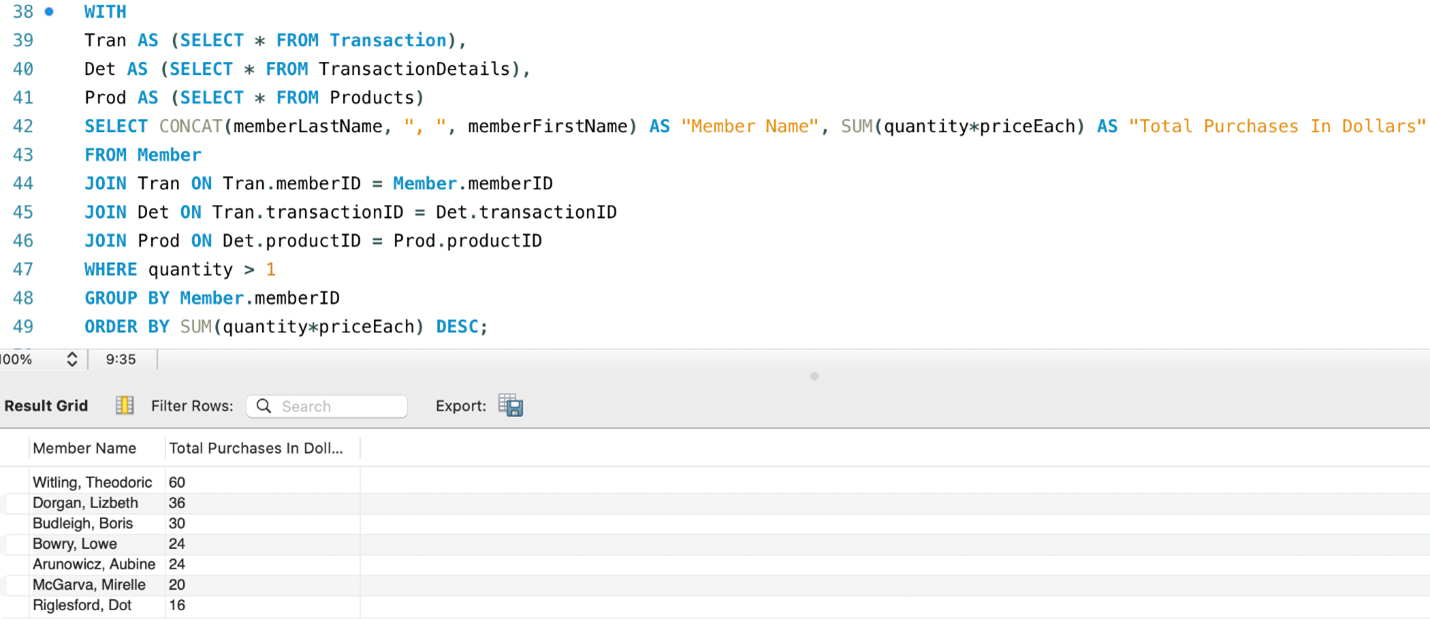 38 WITH
39 Tran AS (SELECT * FROM Transaction),
40 Det AS (SELECT * FROM TransactionDetails),
41 Prod AS (SELECT * FROM Products)
42 SELECT CONCAT(memberLastName, ", ", memberFirstName) AS "Member Name", SUM(quantity*priceEach) AS "Total Purchases In Dollars"
43 FROM Member
44 JOIN Tran ON Tran.memberID = Member.memberID
45 JOIN Det ON Tran.transactionID = Det.transactionID
46 JOIN Prod ON Det.productID = Prod.productID
47 WHERE quantity > 1
48 GROUP BY Member.memberID
49 ORDER BY SUM(quantity*priceEach) DESC;
100% 9:35
Result Grid Filter Rows: Search Export:
Member Name Total Purchases In Doll...
Witling, Theodoric 60
Dorgan, Lizbeth 36
Budleigh, Boris 30
Bowry, Lowe 24
Arunowicz, Aubine 24
McGarva, Mirelle 20
Riglesford, Dot 16